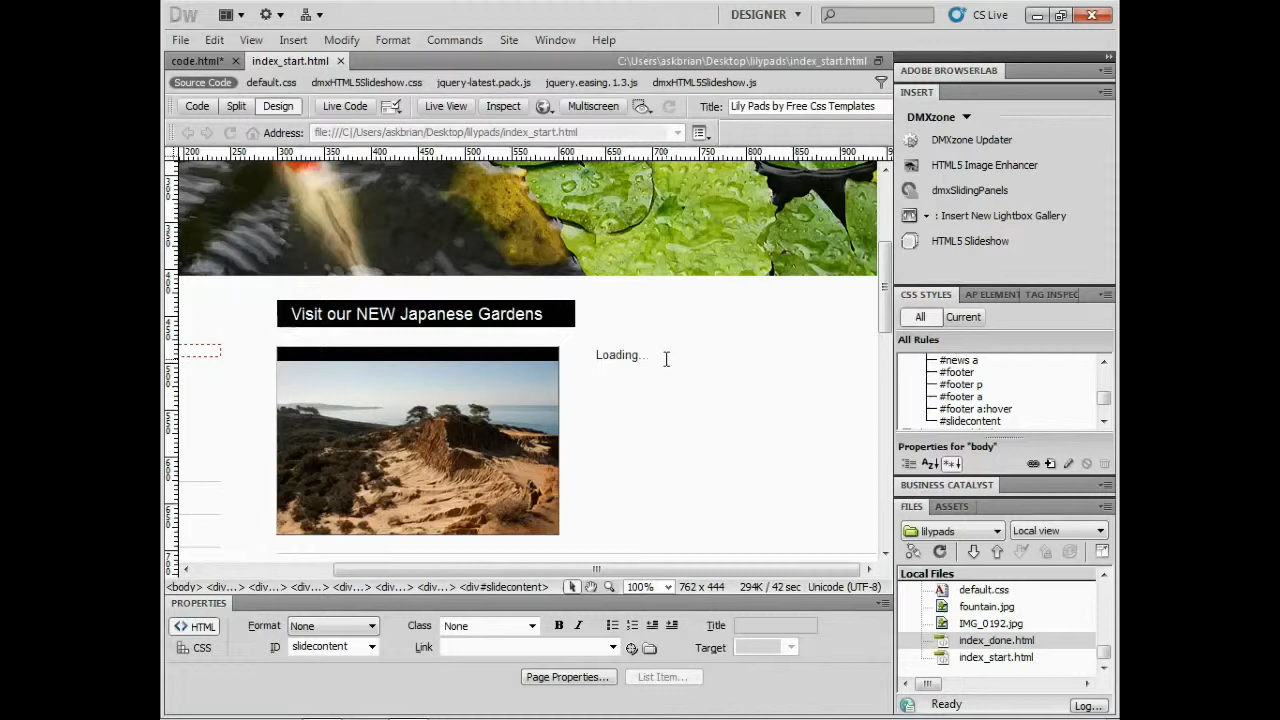 Dw DESIGNER CS Live
File Edit View Insert Modify Format Commands Site Window Help
code.html* index_start.html C:\Users\askbrian\Desktop\lilypads\index_start.html
Source Code default.css dmxHTML5Slideshow.css jquery-latest.pack.js jquery.easing.1.3.js dmxHTML5Slideshow.js
Code Split Design Live Code Live View Inspect Multiscreen Title: Lily Pads by Free Css Templates
Address: file:///C|/Users/askbrian/Desktop/lilypads/index_start.html
200 250 300 350 400 450 500 550 600 650 700 750 800 850
Visit our NEW Japanese Gardens
Loading...
<body> <div... <div... <div... <div... <div... <div#slidecontent> 100% 762 x 444 294K / 42 sec Unicode (UTF-8)
PROPERTIES
HTML Format None Class None B I Title
CSS ID slidecontent Link Target
Page Properties... List Item...
ADOBE BROWSERLAB
INSERT
DMXzone
DMXzone Updater
HTML5 Image Enhancer
dmxSlidingPanels
: Insert New Lightbox Gallery
HTML5 Slideshow
CSS STYLES AP ELEMENT TAG INSPEC
All Current
All Rules
#news a
#footer
#footer p
#footer a
#footer a:hover
#slidecontent
Properties for "body"
BUSINESS CATALYST
FILES ASSETS
lilypads Local view
Local Files
default.css
fountain.jpg
IMG_0192.jpg
index_done.html
index_start.html
Ready Log...